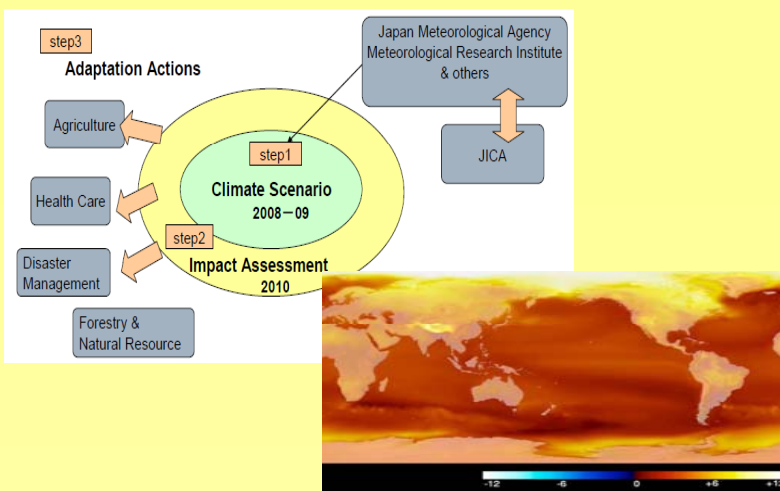 step3
Adaptation Actions
Japan Meteorological Agency
Meteorological Research Institute
& others
Agriculture
step1
JICA
Climate Scenario
2008－09
Health Care
step2
Disaster
Management
Impact Assessment
2010
Forestry &
Natural Resource
-12 -6 0 +6